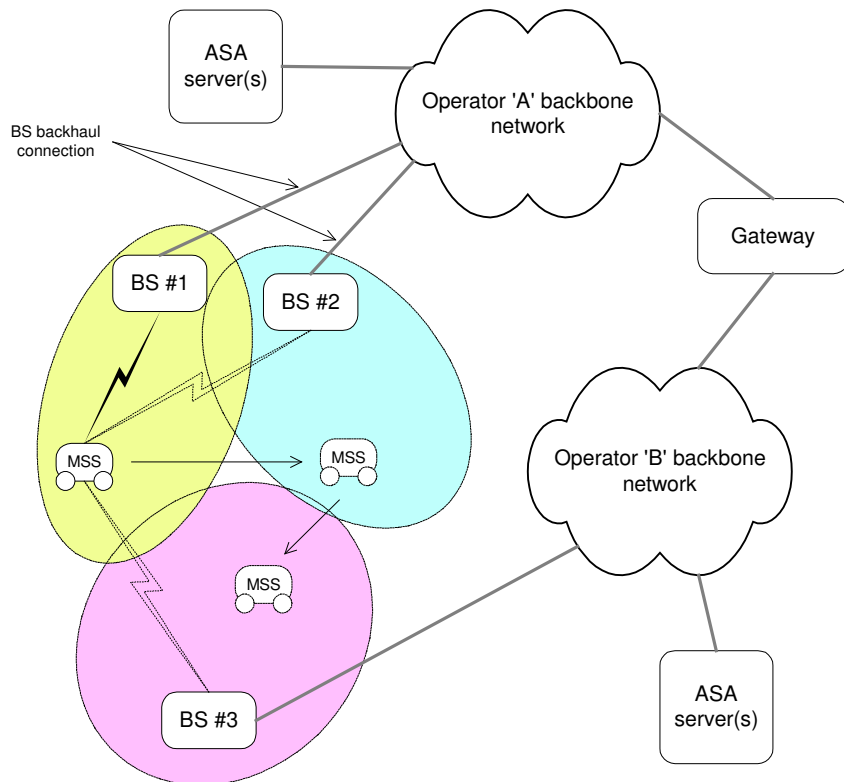 ASA
server(s)
Operator 'A' backbone
network
BS backhaul
connection
Gateway
BS #1
BS #2
MSS
MSS
Operator 'B' backbone
network
MSS
ASA
server(s)
BS #3